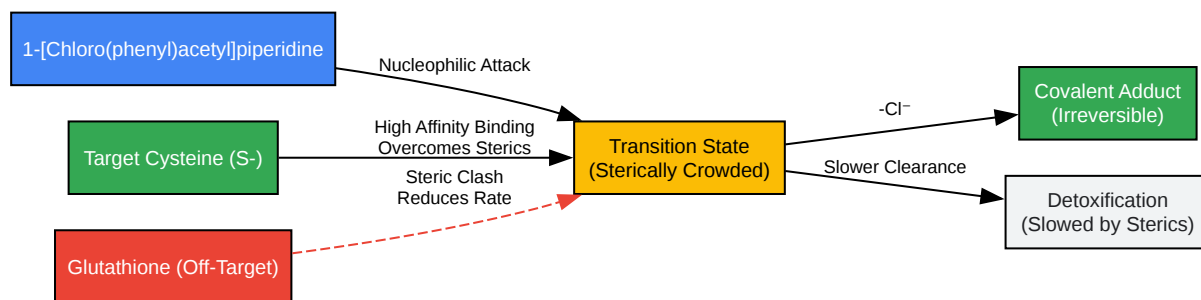 1-[Chloro(phenyl)acetyl]piperidine
Nucleophilic Attack
Target Cysteine (S-)
High Affinity Binding
Overcomes Sterics
Steric Clash
Reduces Rate
Glutathione (Off-Target)
Transition State
(Sterically Crowded)
-Cl⁻
Slower Clearance
Covalent Adduct
(Irreversible)
Detoxification
(Slowed by Sterics)